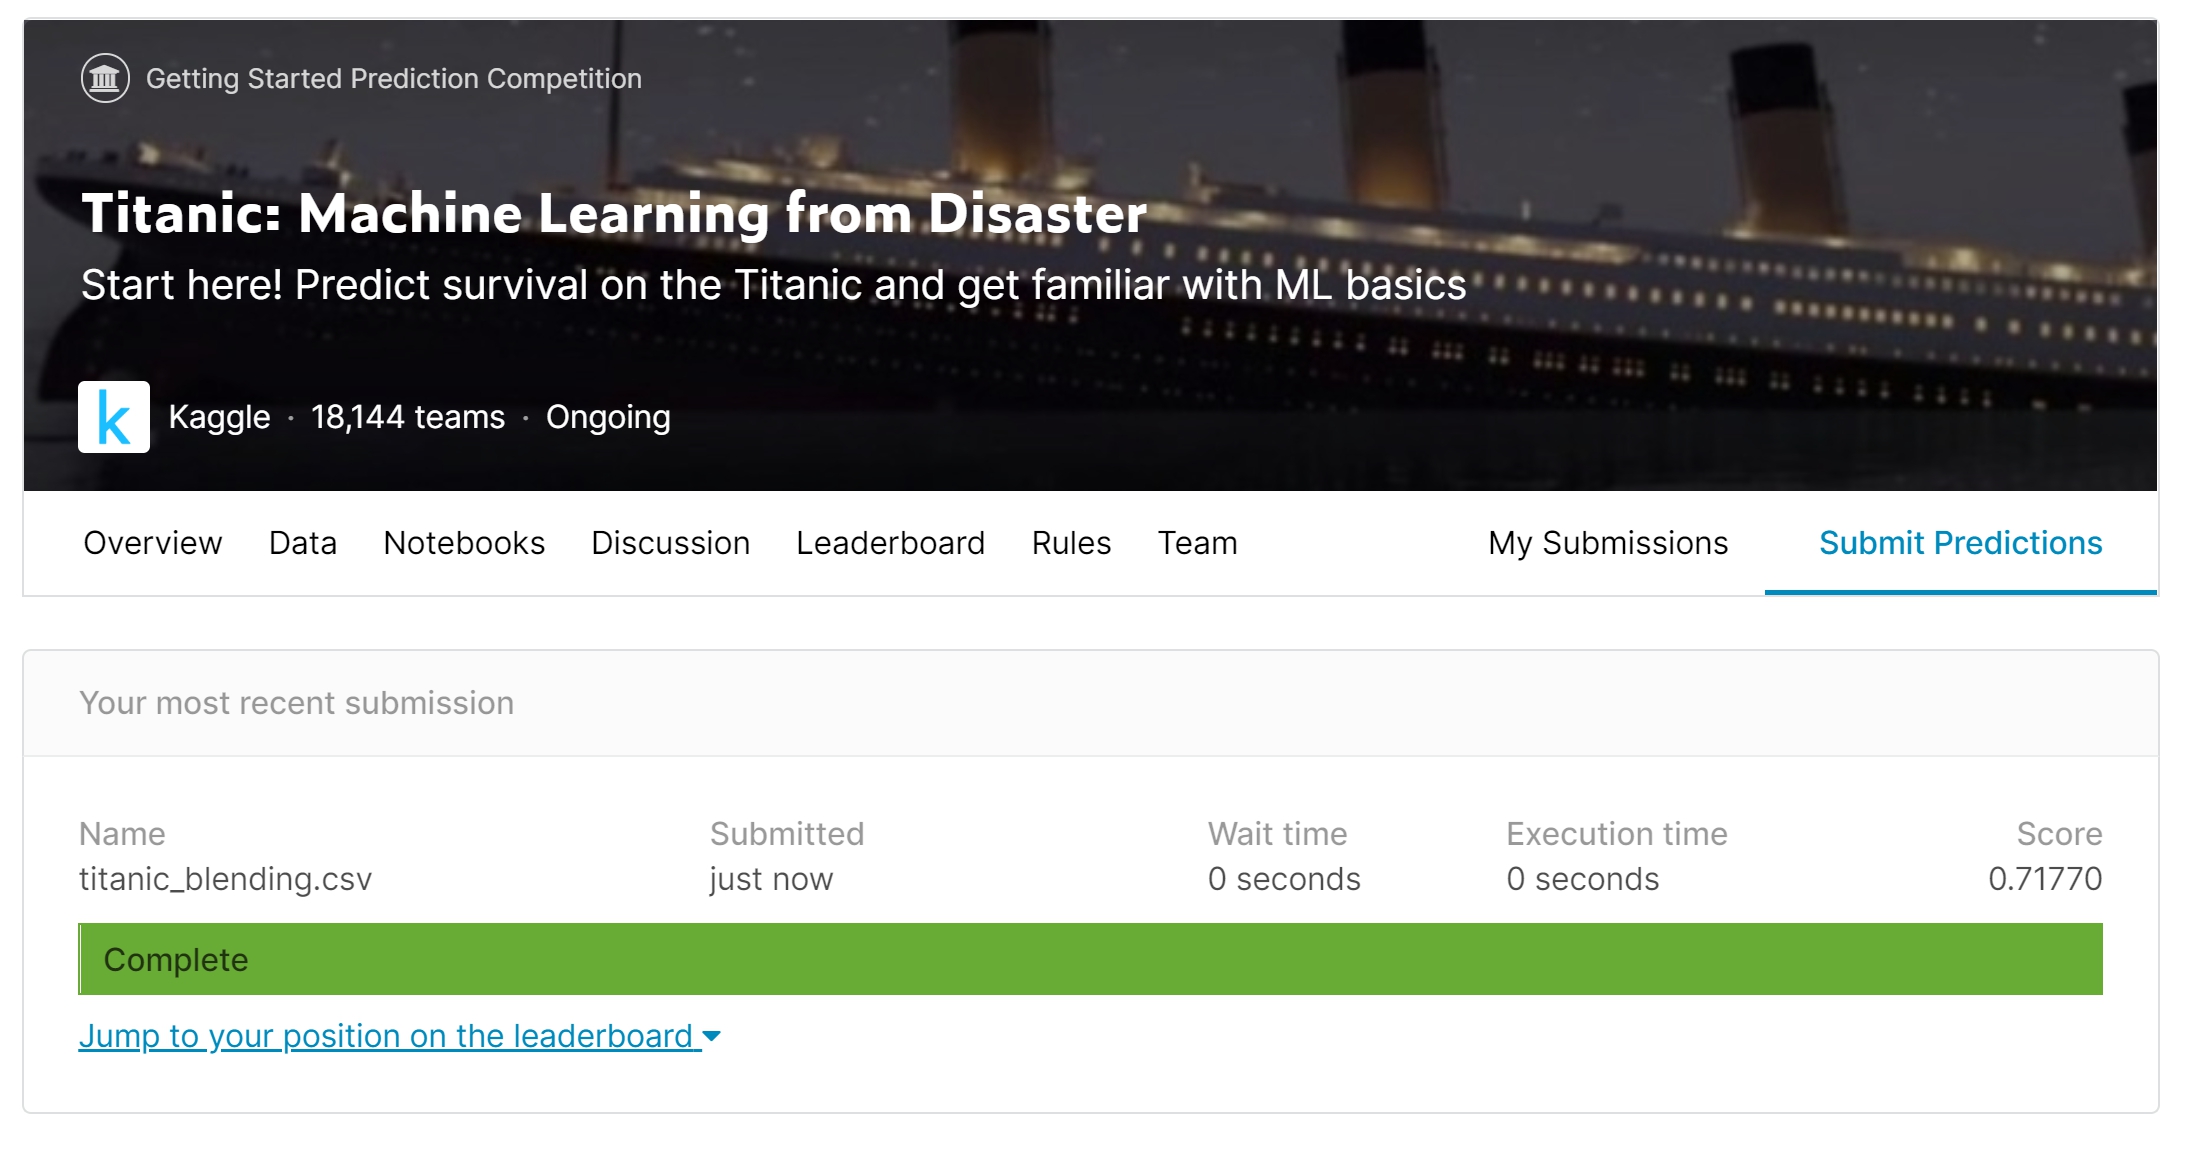 Getting Started Prediction Competition
Titanic: Machine Learning from Disaster
Start here! Predict survival on the Titanic and get familiar with ML basics
k Kaggle · 18,144 teams · Ongoing
Overview Data Notebooks Discussion Leaderboard Rules Team My Submissions Submit Predictions
Your most recent submission
Name Submitted Wait time Execution time Score
titanic_blending.csv just now 0 seconds 0 seconds 0.71770
Complete
Jump to your position on the leaderboard